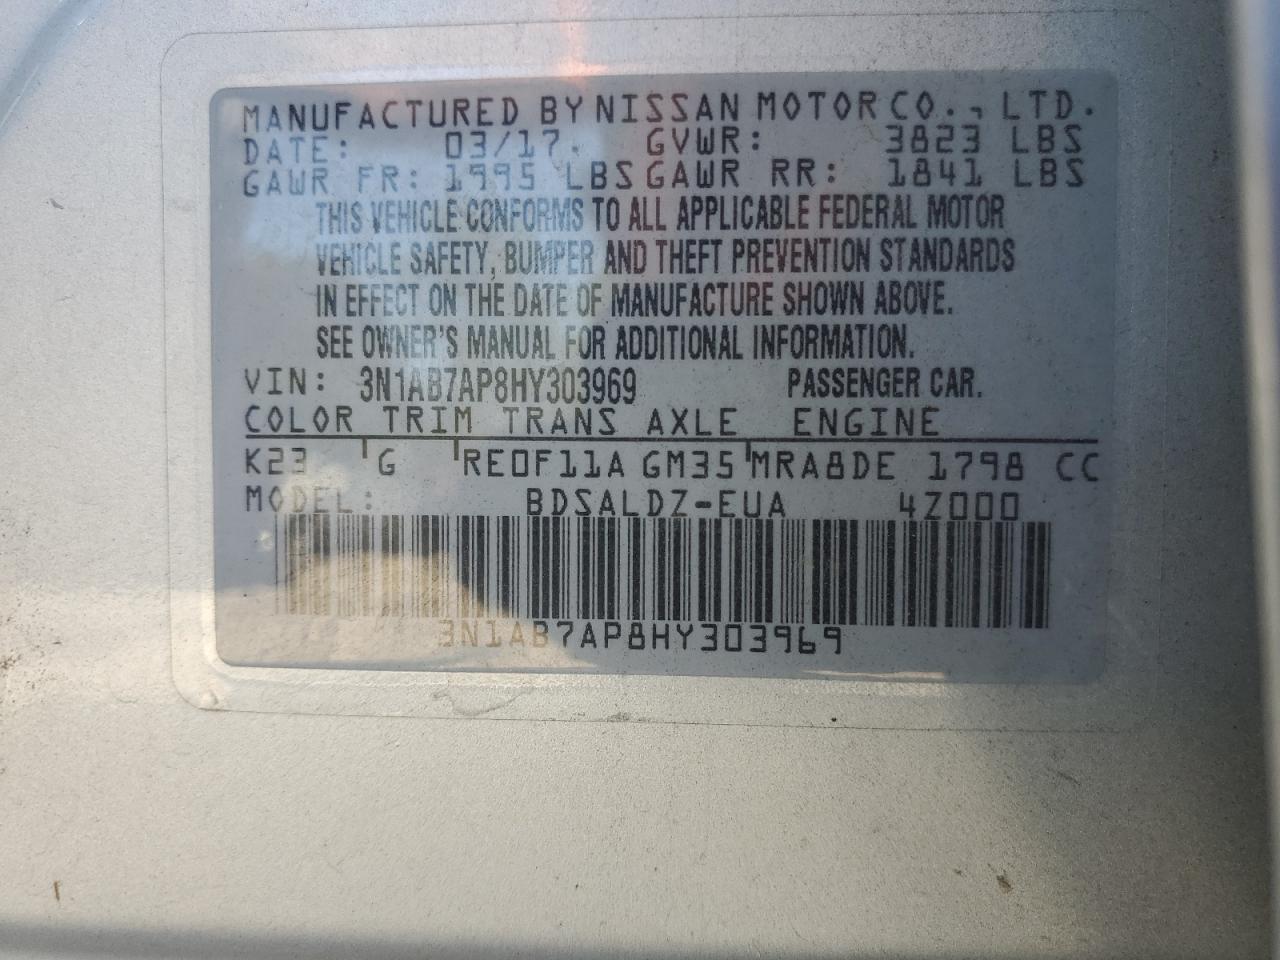 MANUFACTURED BY NISSAN MOTOR CO., LTD.
DATE: 03/17. GVWR: 3823 LBS
GAWR FR: 1995 LBS GAWR RR: 1841 LBS
THIS VEHICLE CONFORMS TO ALL APPLICABLE FEDERAL MOTOR
VEHICLE SAFETY, BUMPER AND THEFT PREVENTION STANDARDS
IN EFFECT ON THE DATE OF MANUFACTURE SHOWN ABOVE.
SEE OWNER'S MANUAL FOR ADDITIONAL INFORMATION.
VIN: 3N1AB7AP8HY303969 PASSENGER CAR.
COLOR TRIM TRANS AXLE ENGINE
K23 G RE0F11A GM35 MRA8DE 1798 CC
MODEL: BDSALDZ-EUA 4Z000
3N1AB7AP8HY303969